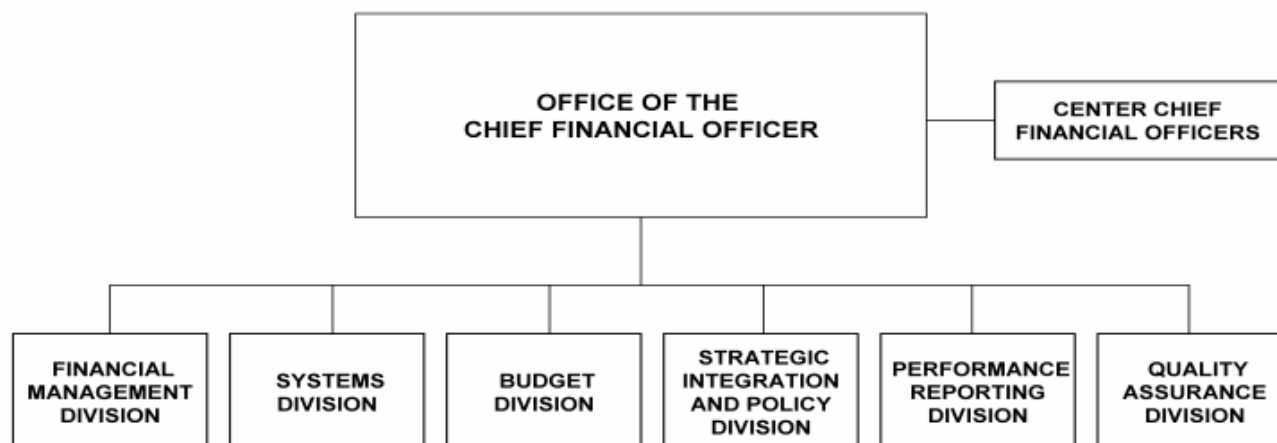 OFFICE OF THE
CHIEF FINANCIAL OFFICER
CENTER CHIEF
FINANCIAL OFFICERS
FINANCIAL
MANAGEMENT
DIVISION
SYSTEMS
DIVISION
BUDGET
DIVISION
STRATEGIC
INTEGRATION
AND POLICY
DIVISION
PERFORMANCE
REPORTING
DIVISION
QUALITY
ASSURANCE
DIVISION